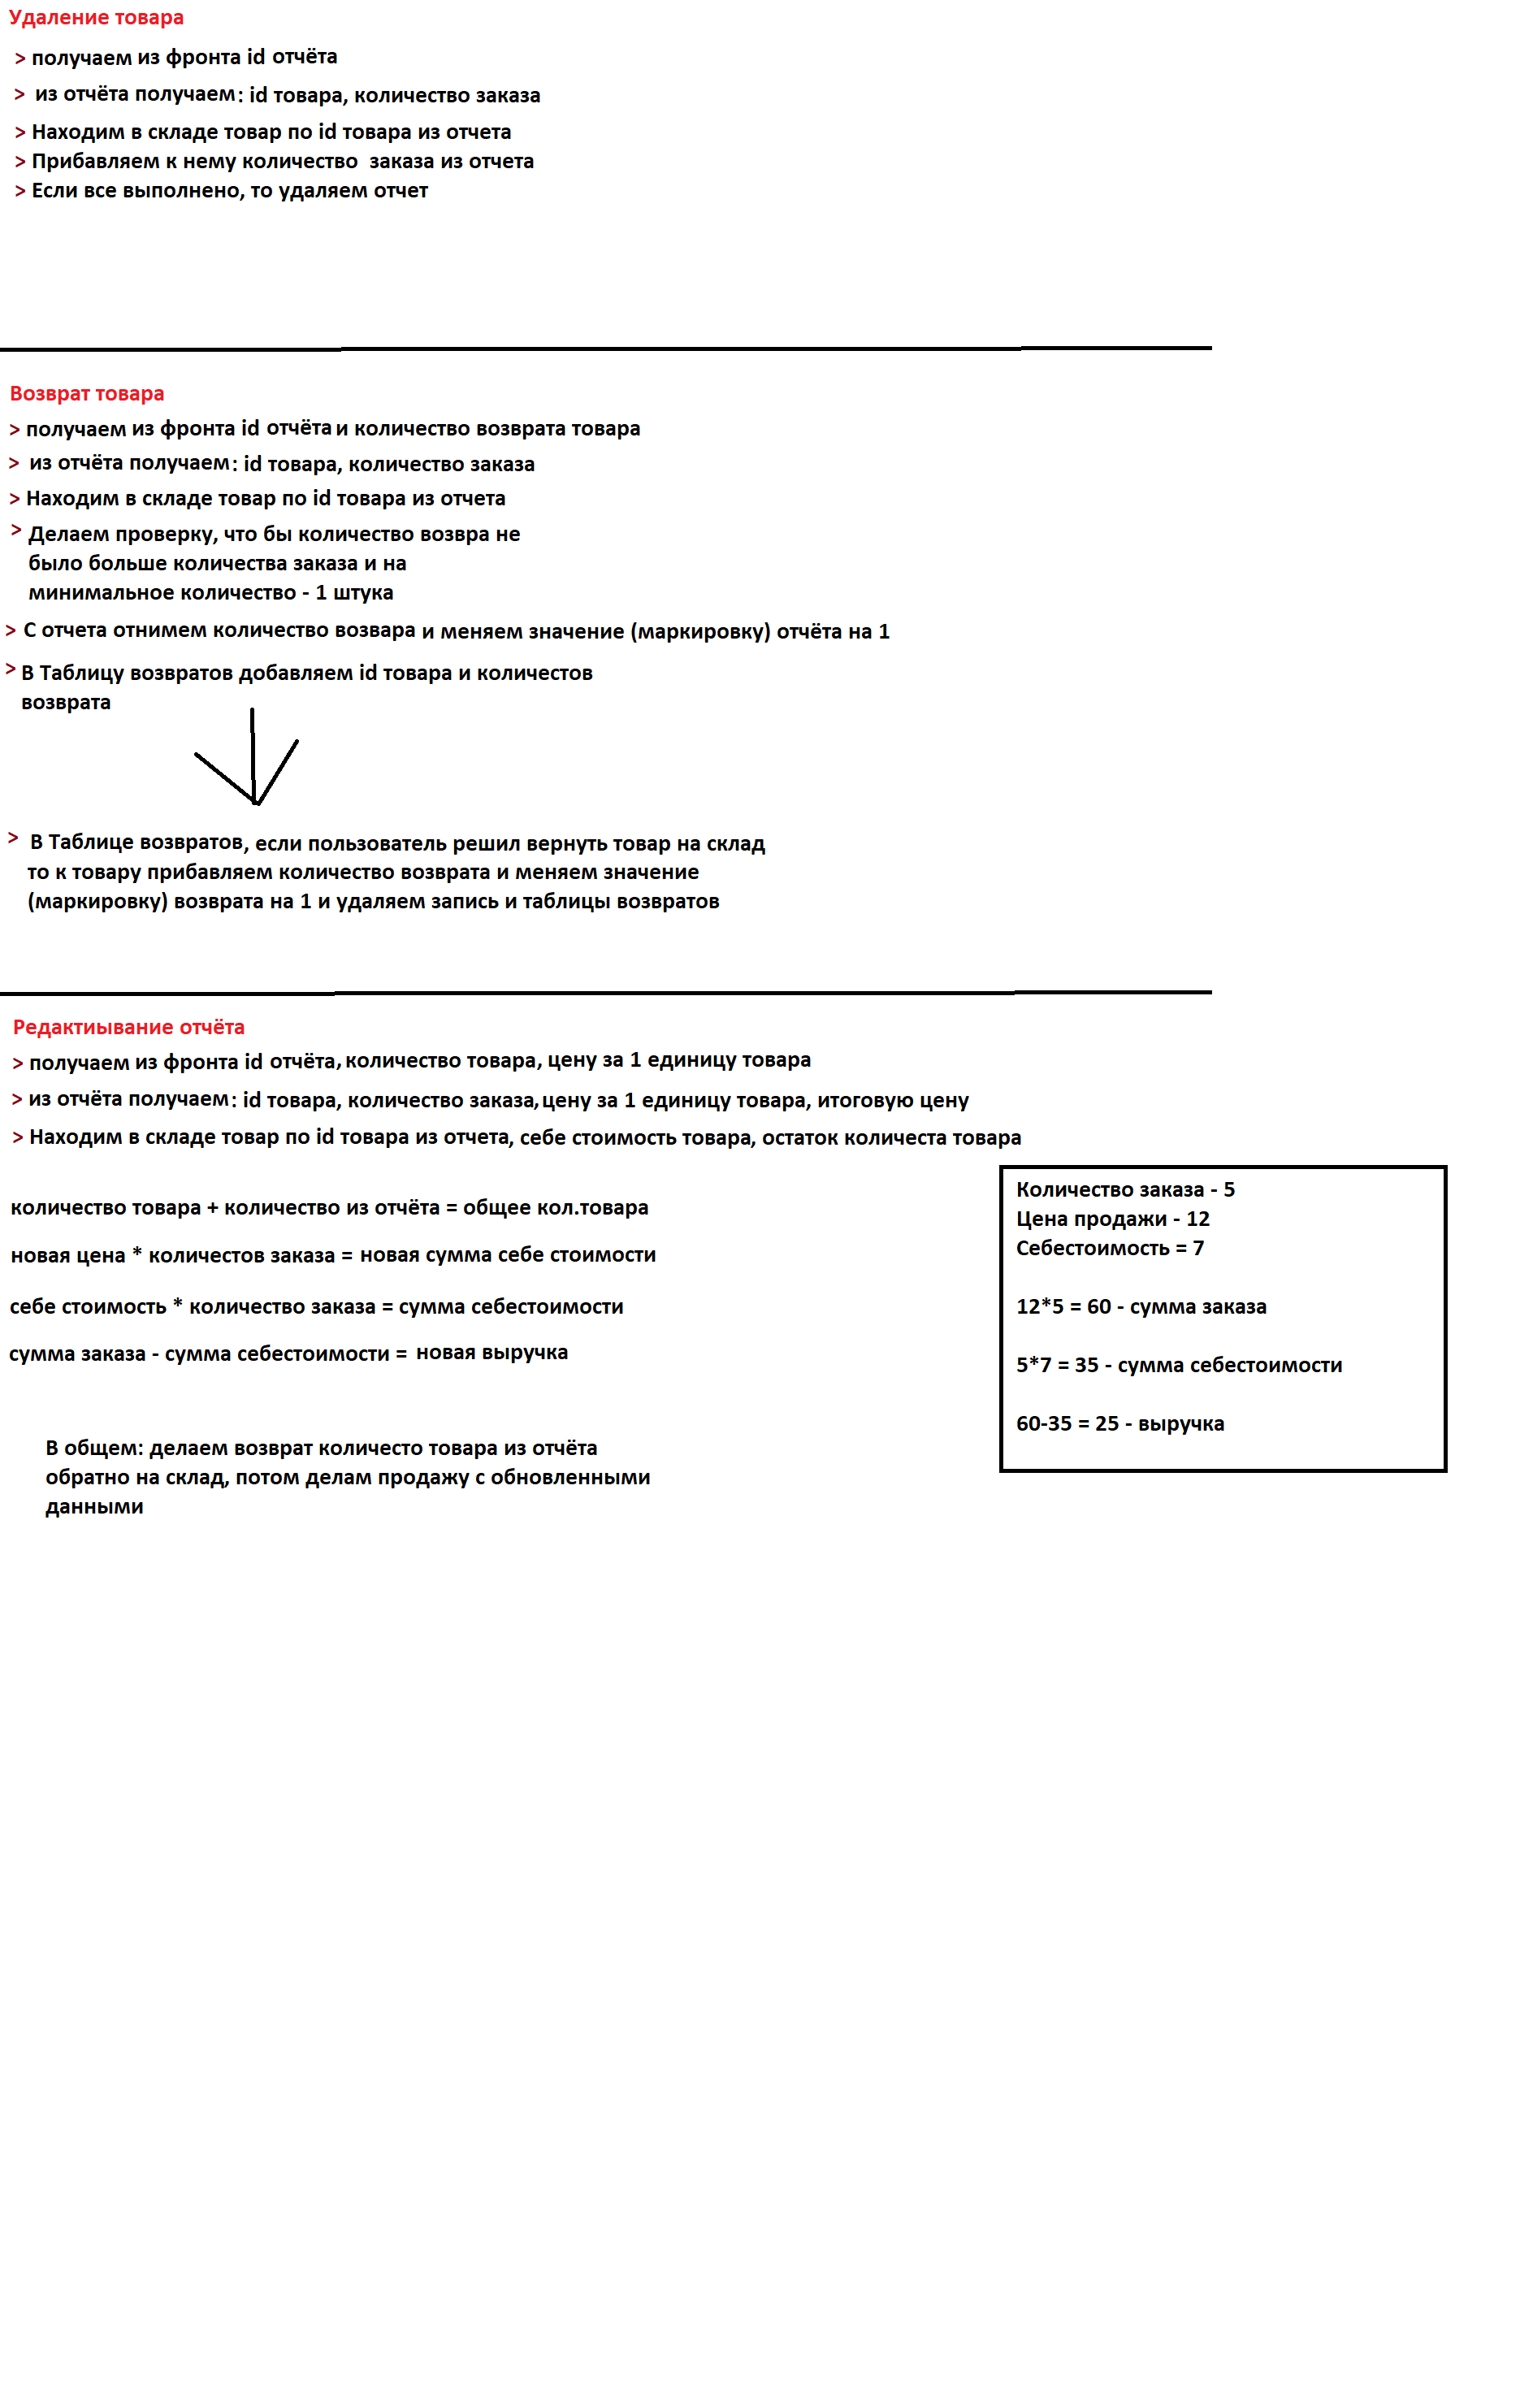 Удаление товара
> получаем из фронта id отчёта
> из отчёта получаем: id товара, количество заказа
> Находим в складе товар по id товара из отчета
> Прибавляем к нему количество  заказа из отчета
> Если все выполнено, то удаляем отчет
Возврат товара
> получаем из фронта id отчёта и количество возврата товара
> из отчёта получаем: id товара, количество заказа
> Находим в складе товар по id товара из отчета
> Делаем проверку, что бы количество возвра не
было больше количества заказа и на
минимальное количество - 1 штука
> С отчета отнимем количество возвара и меняем значение (маркировку) отчёта на 1
> В Таблицу возвратов добавляем id товара и количестов
возврата
> В Таблице возвратов, если пользователь решил вернуть товар на склад
то к товару прибавляем количество возврата и меняем значение
(маркировку) возврата на 1 и удаляем запись и таблицы возвратов
Редактиывание отчёта
> получаем из фронта id отчёта, количество товара, цену за 1 единицу товара
> из отчёта получаем: id товара, количество заказа, цену за 1 единицу товара, итоговую цену
> Находим в складе товар по id товара из отчета, себе стоимость товара, остаток количеста товара
количество товара + количество из отчёта = общее кол.товара
новая цена * количестов заказа = новая сумма себе стоимости
себе стоимость * количество заказа = сумма себестоимости
сумма заказа - сумма себестоимости = новая выручка
В общем: делаем возврат количесто товара из отчёта
обратно на склад, потом делам продажу с обновленными
данными
Количество заказа - 5
Цена продажи - 12
Себестоимость = 7
12*5 = 60 - сумма заказа
5*7 = 35 - сумма себестоимости
60-35 = 25 - выручка